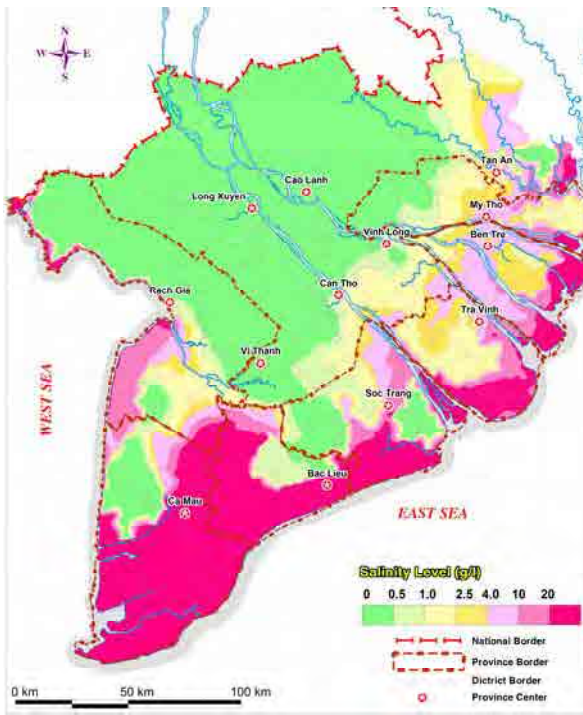 N
W E
S
Tan An
Cao Lanh
Long Xuyen
My Tho
Vinh Long
Ben Tre
Rach Gia
Can Tho
Tra Vinh
Vi Thanh
WEST SEA
Soc Trang
Bac Lieu
Ca Mau
EAST SEA
Salinity Level (g/l)
0 0.5 1.0 2.5 4.0 10 20
National Border
Province Border
Dictrict Border
Province Center
0 km 50 km 100 km